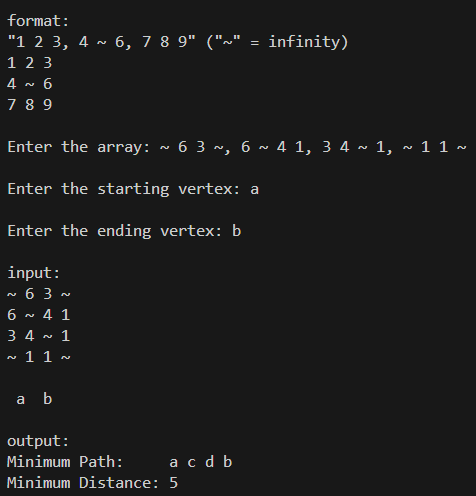 format:
"1 2 3, 4 ~ 6, 7 8 9" ("~" = infinity)
1 2 3
4 ~ 6
7 8 9
Enter the array: ~ 6 3 ~, 6 ~ 4 1, 3 4 ~ 1, ~ 1 1 ~
Enter the starting vertex: a
Enter the ending vertex: b
input:
~ 6 3 ~
6 ~ 4 1
3 4 ~ 1
~ 1 1 ~
a  b
output:
Minimum Path:     a c d b
Minimum Distance: 5